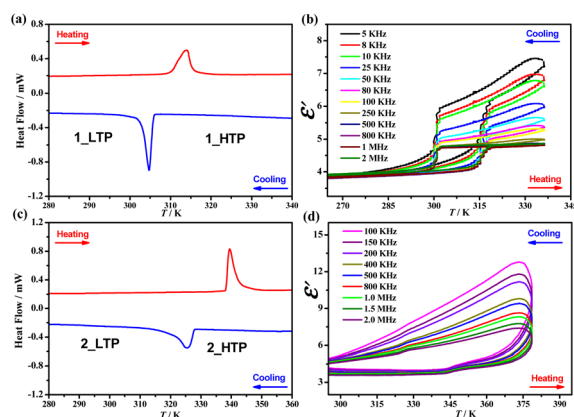 (a)
Heating
0.8
0.4
0.0
-0.4
-0.8
-1.2
Heat Flow / mW
1_LTP
1_HTP
Cooling
280 290 300 310 320 330 340
T / K
(b)
Cooling
5 KHz
8 KHz
10 KHz
25 KHz
50 KHz
80 KHz
100 KHz
250 KHz
500 KHz
800 KHz
1 MHz
2 MHz
8
7
6
5
4
ε′
Heating
270 285 300 315 330 345
T / K
(c)
Heating
1.2
0.8
0.4
0.0
-0.4
-0.8
-1.2
Heat Flow / mW
2_LTP
2_HTP
Cooling
280 290 300 310 320 330 340 350 360
T / K
(d)
Cooling
100 KHz
150 KHz
200 KHz
400 KHz
500 KHz
800 KHz
1.0 MHz
1.5 MHz
2.0 MHz
15
12
9
6
3
ε′
Heating
300 315 330 345 360 375 390
T / K